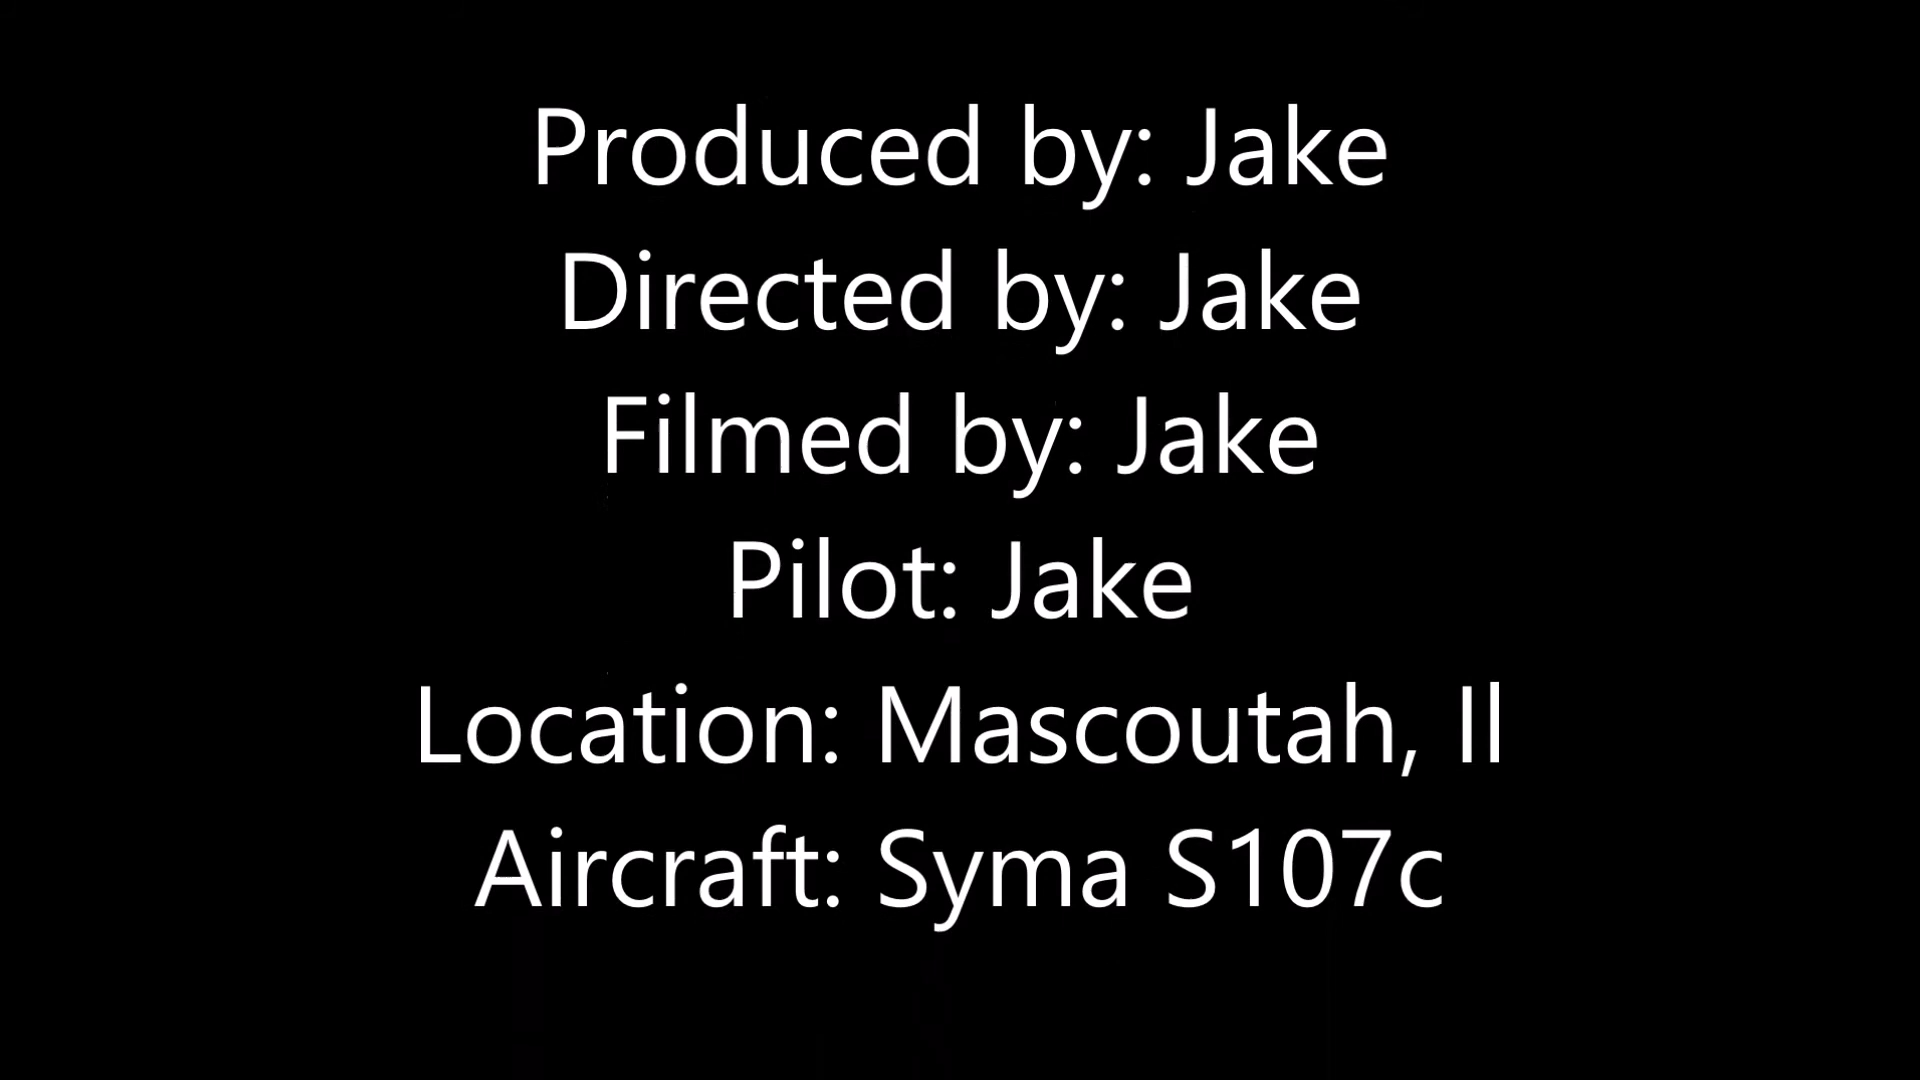 Produced by: Jake
Directed by: Jake
Filmed by: Jake
Pilot: Jake
Location: Mascoutah, Il
Aircraft: Syma S107c